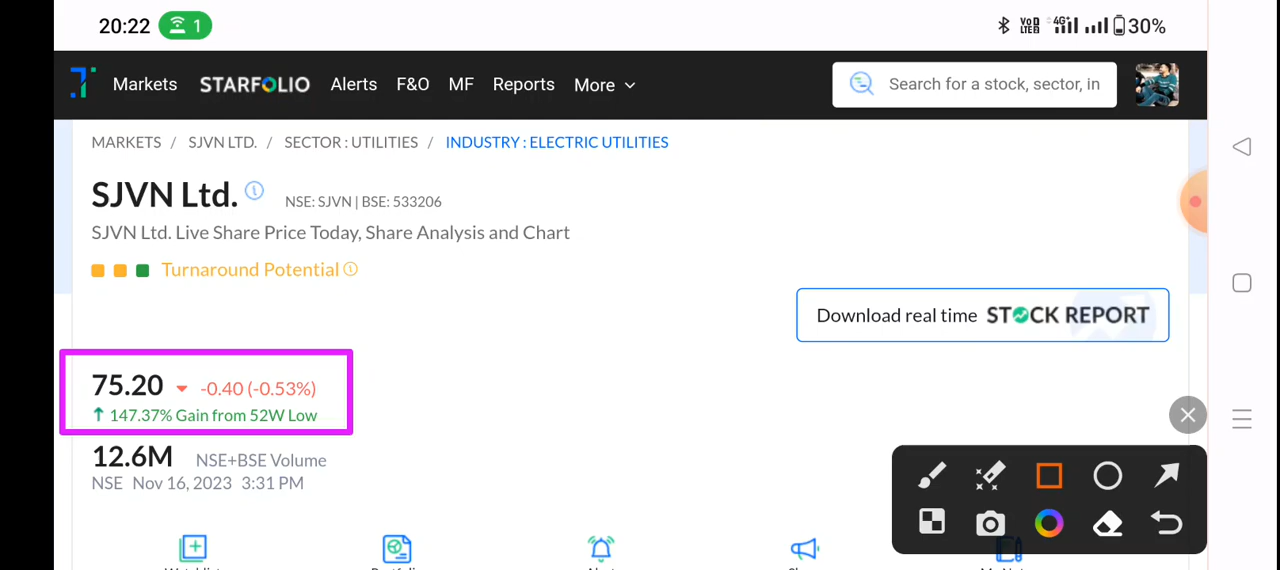 20:22 1 VoD LTE2 4G+ 30%
Markets STARFOLIO Alerts F&O MF Reports More Search for a stock, sector, in
MARKETS / SJVN LTD. / SECTOR : UTILITIES / INDUSTRY : ELECTRIC UTILITIES
SJVN Ltd. NSE: SJVN | BSE: 533206
SJVN Ltd. Live Share Price Today, Share Analysis and Chart
Turnaround Potential
Download real time STOCK REPORT
75.20 -0.40 (-0.53%)
147.37% Gain from 52W Low
12.6M NSE+BSE Volume
NSE Nov 16, 2023 3:31 PM